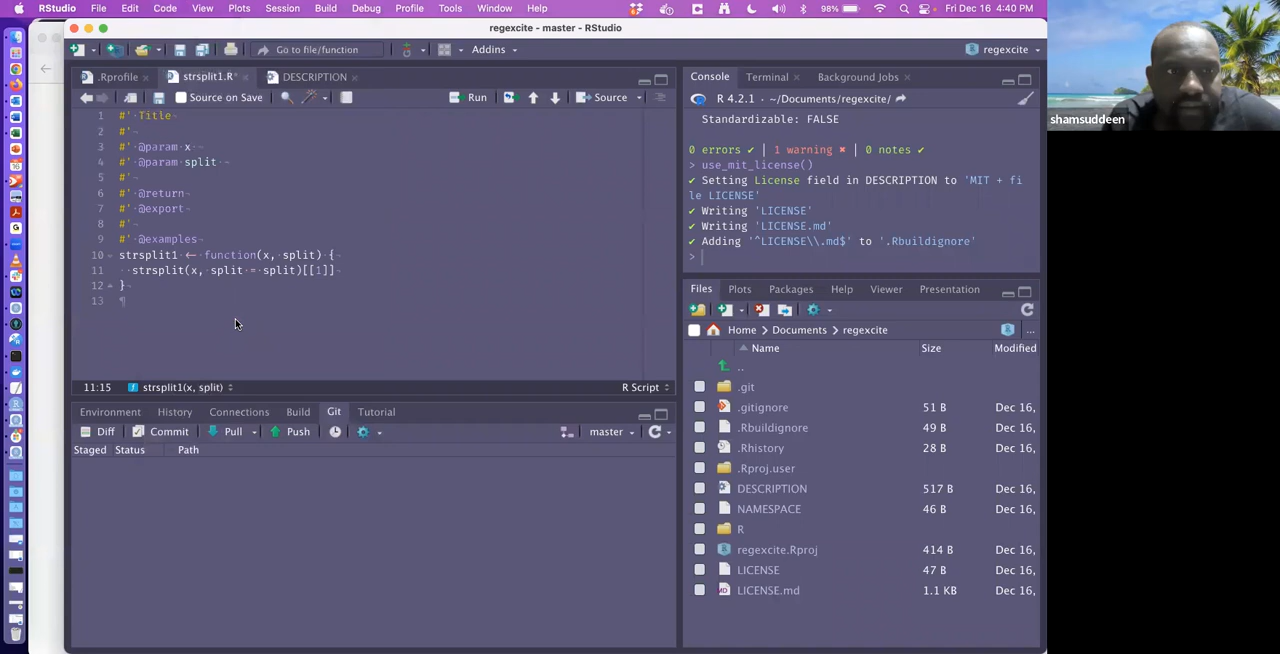 RStudio File Edit Code View Plots Session Build Debug Profile Tools Window Help 98% Fri Dec 16 4:40 PM
regexcite - master - RStudio
Go to file/function Addins regexcite
.Rprofile strsplit1.R* DESCRIPTION
Source on Save Run Source
1 #' Title
2 #'
3 #' @param x
4 #' @param split
5 #'
6 #' @return
7 #' @export
8 #'
9 #' @examples
10 strsplit1 <- function(x, split) {
11 strsplit(x, split = split)[[1]]
12 }
13
11:15 strsplit1(x, split) R Script
Environment History Connections Build Git Tutorial
Diff Commit Pull Push master
Staged Status Path
Console Terminal Background Jobs
R 4.2.1 · ~/Documents/regexcite/
Standardizable: FALSE
0 errors ✔ | 1 warning ✖ | 0 notes ✔
> use_mit_license()
✔ Setting License field in DESCRIPTION to 'MIT + fi
le LICENSE'
✔ Writing 'LICENSE'
✔ Writing 'LICENSE.md'
✔ Adding '^LICENSE\\.md$' to '.Rbuildignore'
>
Files Plots Packages Help Viewer Presentation
Home > Documents > regexcite ...
Name Size Modified
..
.git
.gitignore 51 B Dec 16,
.Rbuildignore 49 B Dec 16,
.Rhistory 28 B Dec 16,
.Rproj.user
DESCRIPTION 517 B Dec 16,
NAMESPACE 46 B Dec 16,
R
regexcite.Rproj 414 B Dec 16,
LICENSE 47 B Dec 16,
LICENSE.md 1.1 KB Dec 16,
shamsuddeen